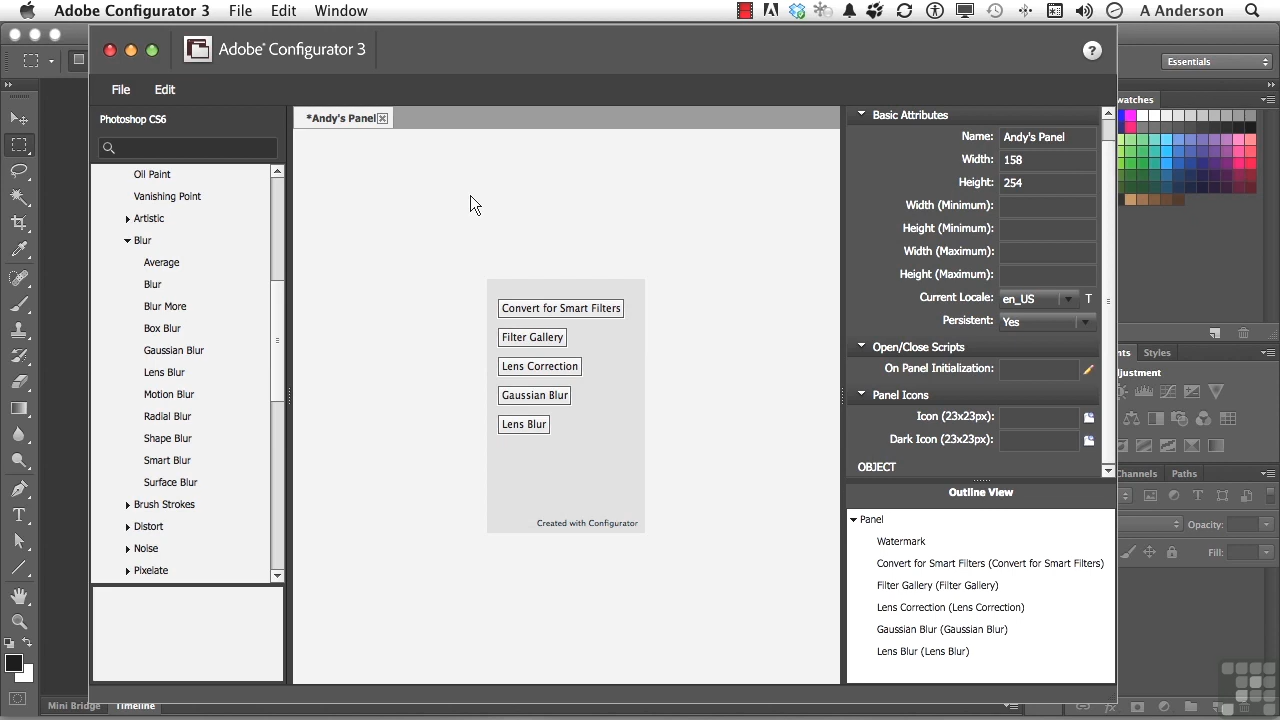 Adobe Configurator 3 File Edit Window A Anderson
Adobe® Configurator 3 ?
Essentials
File Edit
Photoshop CS6
Oil Paint
Vanishing Point
Artistic
Blur
Average
Blur
Blur More
Box Blur
Gaussian Blur
Lens Blur
Motion Blur
Radial Blur
Shape Blur
Smart Blur
Surface Blur
Brush Strokes
Distort
Noise
Pixelate
*Andy's Panel
Convert for Smart Filters
Filter Gallery
Lens Correction
Gaussian Blur
Lens Blur
Created with Configurator
Basic Attributes
Name: Andy's Panel
Width: 158
Height: 254
Width (Minimum):
Height (Minimum):
Width (Maximum):
Height (Maximum):
Current Locale: en_US T
Persistent: Yes
Open/Close Scripts
On Panel Initialization:
Panel Icons
Icon (23x23px):
Dark Icon (23x23px):
OBJECT
Outline View
Panel
Watermark
Convert for Smart Filters (Convert for Smart Filters)
Filter Gallery (Filter Gallery)
Lens Correction (Lens Correction)
Gaussian Blur (Gaussian Blur)
Lens Blur (Lens Blur)
watches
nts Styles
djustment
hannels Paths
Opacity:
Fill:
Mini Bridge Timeline